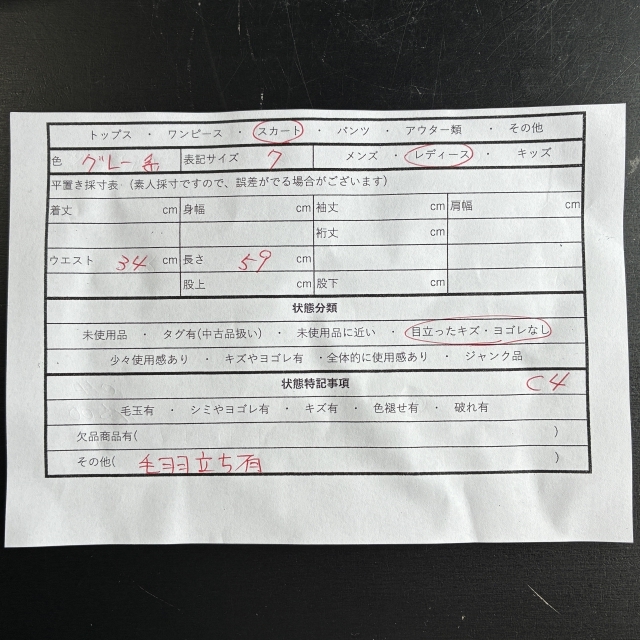 トップス ・ ワンピース ・ スカート ・ パンツ ・ アウター類 ・ その他
色 グレー系 表記サイズ 7 メンズ ・ レディース ・ キッズ
平置き採寸表 (素人採寸ですので、誤差がでる場合がございます)
着丈 cm 身幅 cm 袖丈 cm 肩幅 cm
裄丈 cm
ウエスト 34 cm 長さ 59 cm
股上 cm 股下 cm
状態分類
未使用品 ・ タグ有(中古品扱い) ・ 未使用品に近い ・ 目立ったキズ・ヨゴレなし
少々使用感あり ・ キズやヨゴレ有 ・全体的に使用感あり ・ ジャンク品
状態特記事項 C4
毛玉有 ・ シミやヨゴレ有 ・ キズ有 ・ 色褪せ有 ・ 破れ有
欠品商品有( )
その他( 毛羽立ち有 )